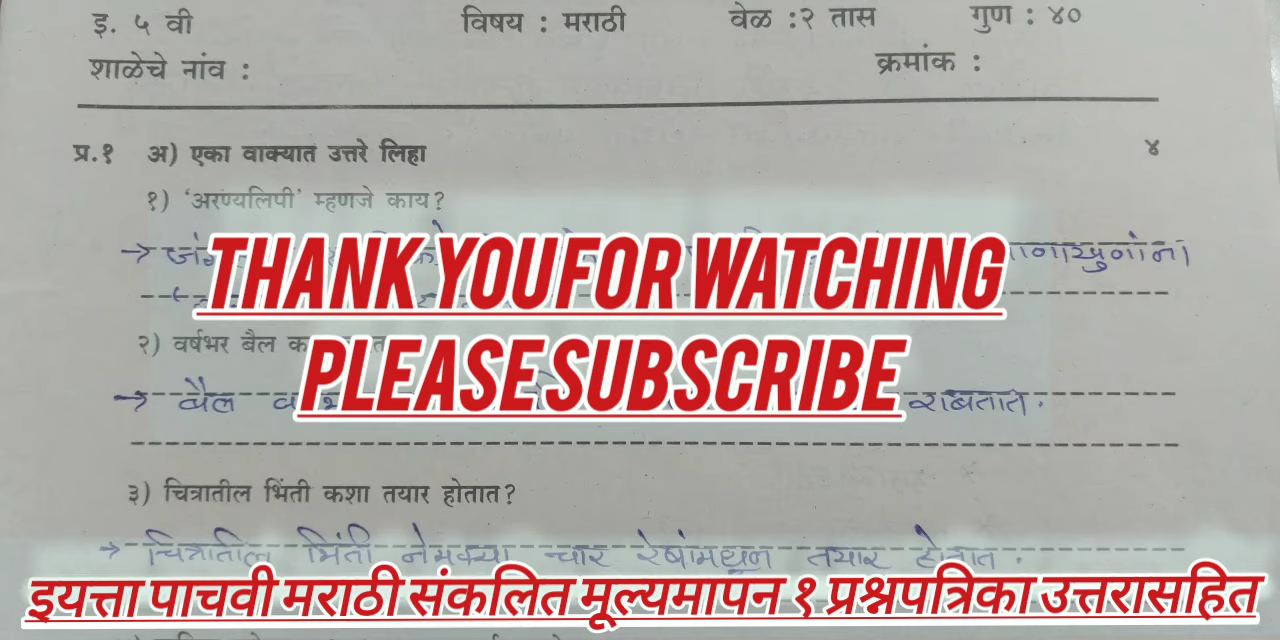 इ. ५ वी विषय : मराठी वेळ :२ तास गुण : ४०
शाळेचे नांव : क्रमांक :
प्र.१ अ) एका वाक्यात उत्तरे लिहा ४
१) ‘अरण्यलिपी’ म्हणजे काय?
THANK YOU FOR WATCHING
२) वर्षभर बैल
PLEASE SUBSCRIBE
→ बैल राबतात.
३) चित्रातील भिंती कशा तयार होतात?
→ चित्रातील भिंती नेमक्या चार रेषांमधून तयार होतात.
इयत्ता पाचवी मराठी संकलित मूल्यमापन १ प्रश्नपत्रिका उत्तरासहित